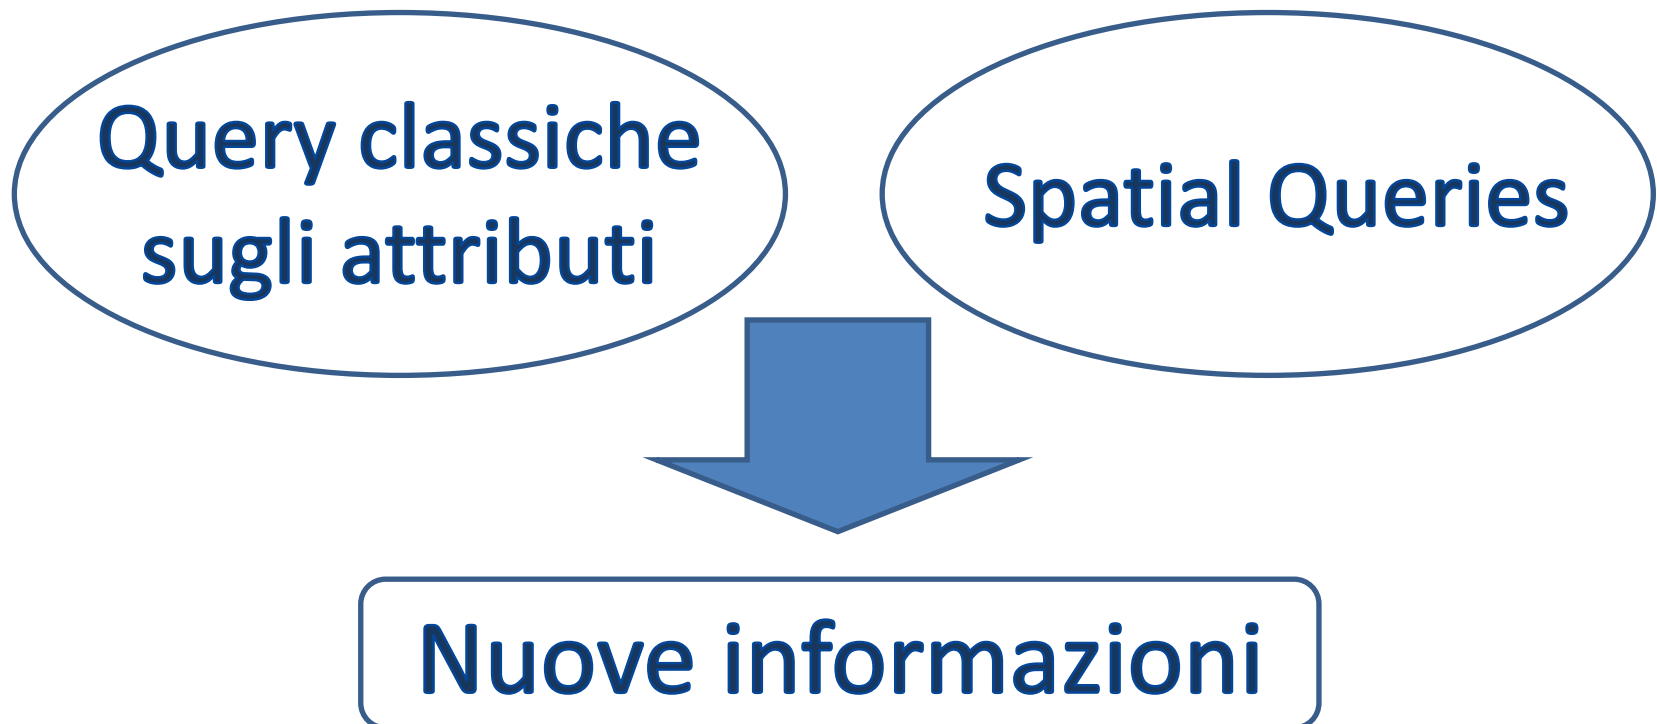 Query classiche
sugli attributi
Spatial Queries
Nuove informazioni